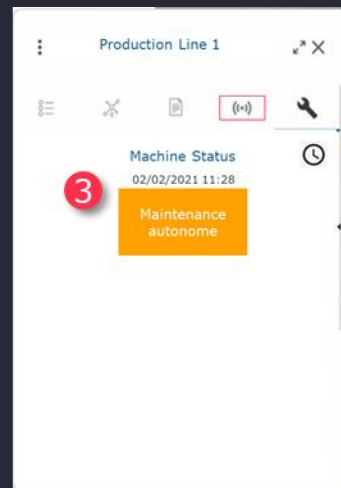 Production Line 1
Machine Status
02/02/2021 11:28
3
Maintenance
autonome